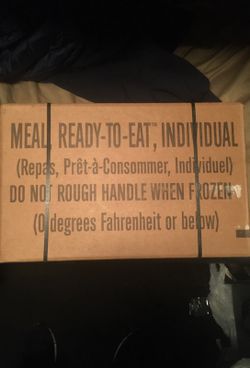 MEAL, READY-TO-EAT, INDIVIDUAL
(Repas, Prêt-à-Consommer, Individuel)
DO NOT ROUGH HANDLE WHEN FROZEN
(0 degrees Fahrenheit or below)